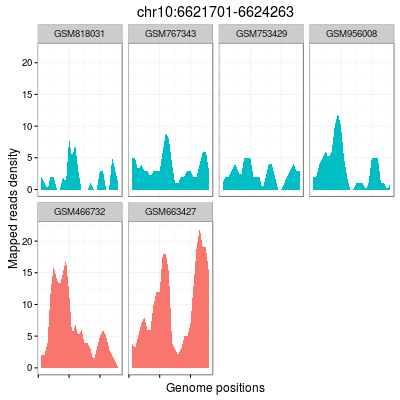 chr10:6621701-6624263
GSM818031 GSM767343 GSM753429 GSM956008
20
15
10
5
0
Mapped reads density
GSM466732 GSM663427
20
15
10
5
0
Genome positions